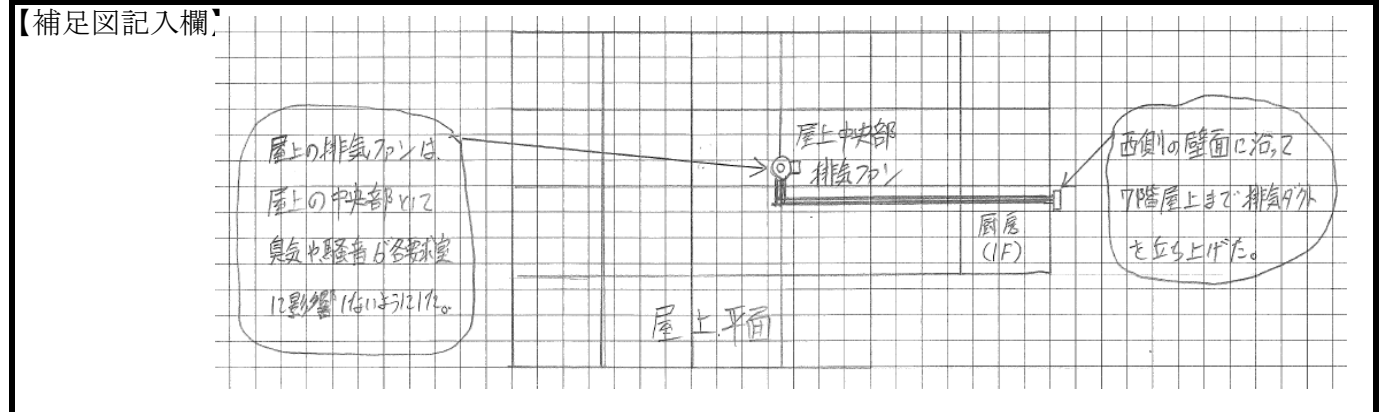 【補足図記入欄】
屋上の排気ファンは、
屋上の中央部として
臭気や騒音が各要求室
に影響しないようにした。
屋上中央部
排気ファン
厨房
(1F)
屋上平面
西側の壁面に沿って
7階屋上まで排気ダクト
を立ち上げた。